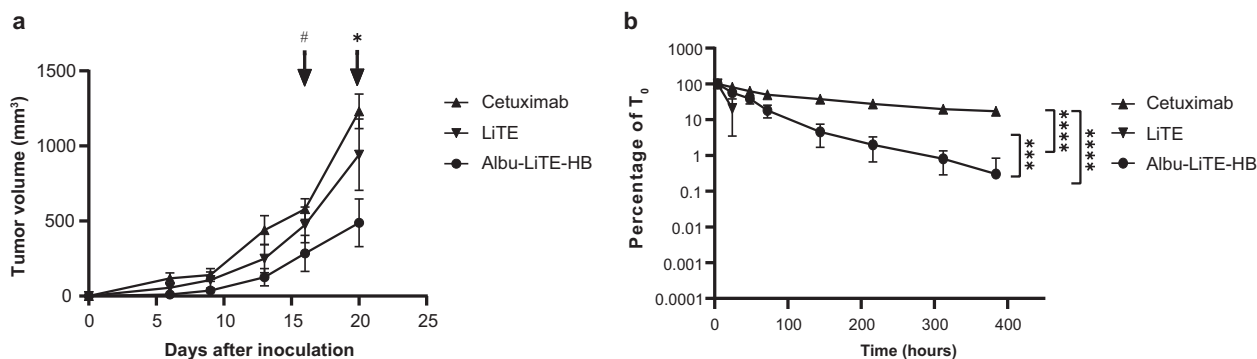 a
#
*
1500
1000
500
0
Tumor volume (mm³)
0
5
10
15
20
25
Days after inoculation
Cetuximab
LiTE
Albu-LiTE-HB
b
1000
100
10
1
0.1
0.01
0.001
0.0001
Percentage of T₀
0
100
200
300
400
Time (hours)
***
****
****
Cetuximab
LiTE
Albu-LiTE-HB